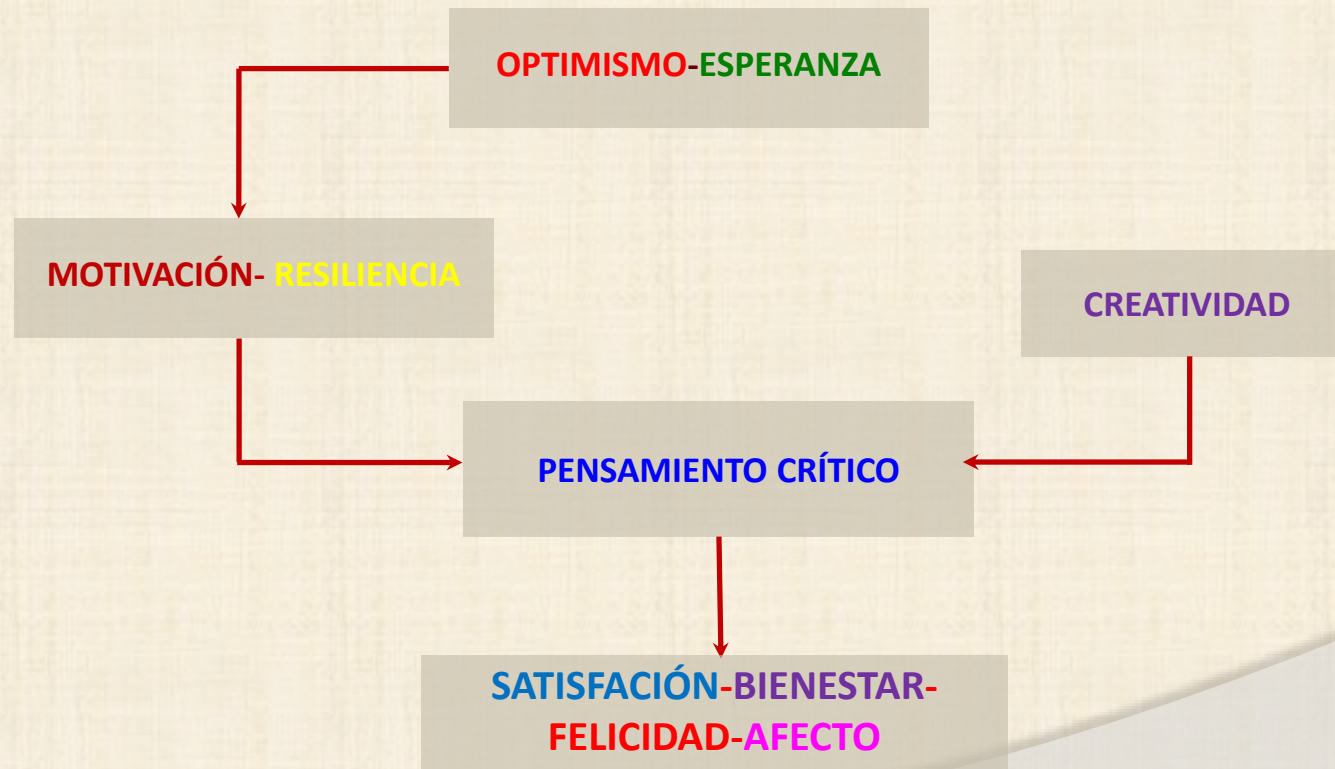 OPTIMISMO-ESPERANZA
MOTIVACIÓN- RESILIENCIA
CREATIVIDAD
PENSAMIENTO CRÍTICO
SATISFACIÓN-BIENESTAR-
FELICIDAD-AFECTO